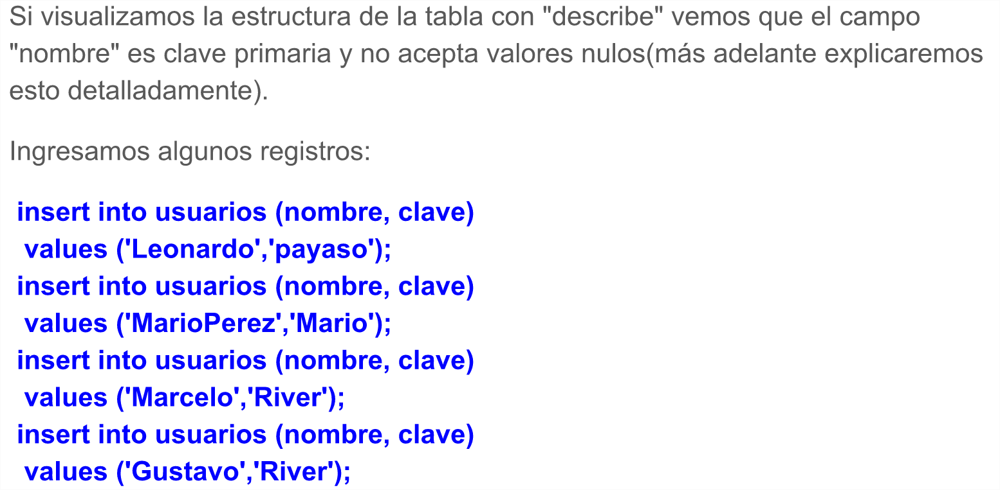 Si visualizamos la estructura de la tabla con "describe" vemos que el campo
"nombre" es clave primaria y no acepta valores nulos(más adelante explicaremos
esto detalladamente).
Ingresamos algunos registros:
insert into usuarios (nombre, clave)
values ('Leonardo','payaso');
insert into usuarios (nombre, clave)
values ('MarioPerez','Mario');
insert into usuarios (nombre, clave)
values ('Marcelo','River');
insert into usuarios (nombre, clave)
values ('Gustavo','River');